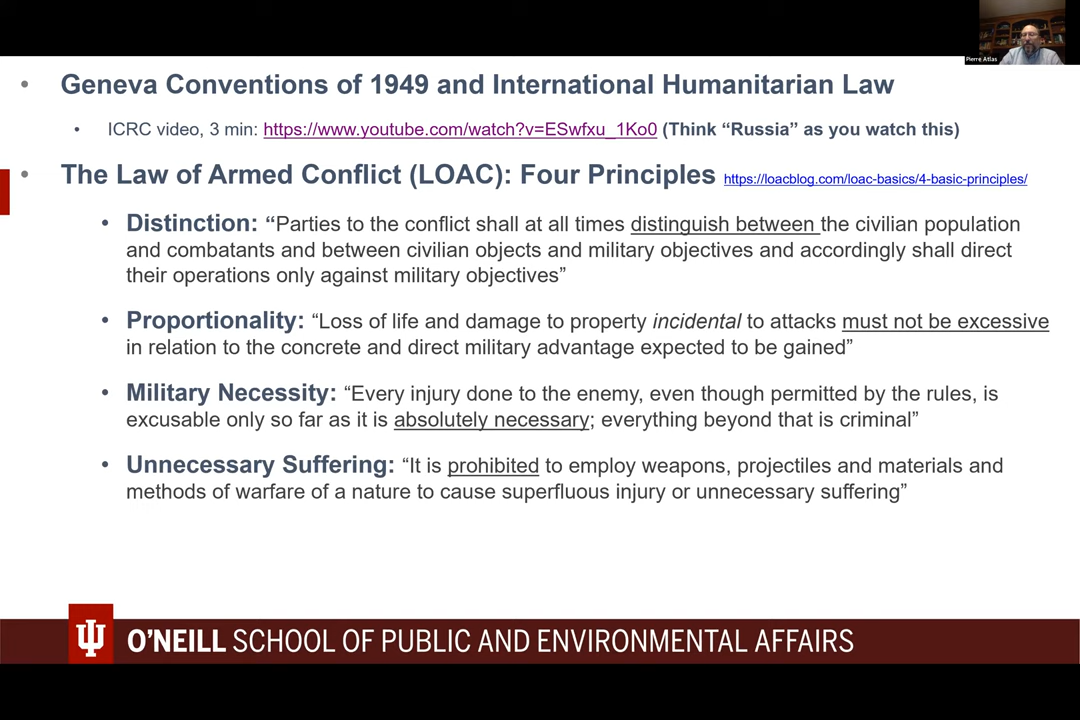 Pierre Atlas
• Geneva Conventions of 1949 and International Humanitarian Law
• ICRC video, 3 min: https://www.youtube.com/watch?v=ESwfxu_1Ko0 (Think “Russia” as you watch this)
• The Law of Armed Conflict (LOAC): Four Principles https://loacblog.com/loac-basics/4-basic-principles/
• Distinction: “Parties to the conflict shall at all times distinguish between the civilian population
and combatants and between civilian objects and military objectives and accordingly shall direct
their operations only against military objectives”
• Proportionality: “Loss of life and damage to property incidental to attacks must not be excessive
in relation to the concrete and direct military advantage expected to be gained”
• Military Necessity: “Every injury done to the enemy, even though permitted by the rules, is
excusable only so far as it is absolutely necessary; everything beyond that is criminal”
• Unnecessary Suffering: “It is prohibited to employ weapons, projectiles and materials and
methods of warfare of a nature to cause superfluous injury or unnecessary suffering”
O’NEILL SCHOOL OF PUBLIC AND ENVIRONMENTAL AFFAIRS